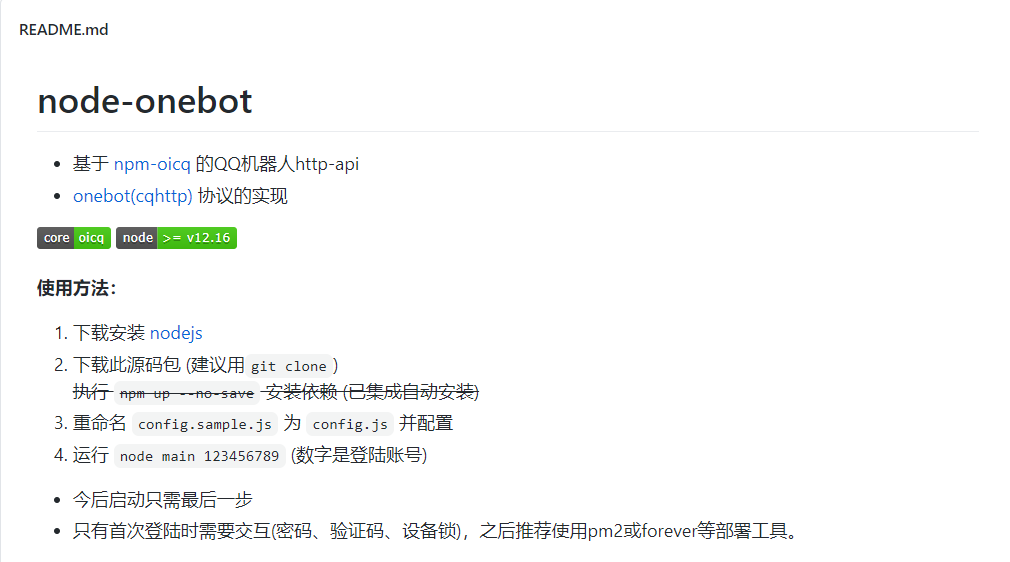 README.md
node-onebot
• 基于 npm-oicq 的QQ机器人http-api
• onebot(cqhttp) 协议的实现
core oicq node >= v12.16
使用方法：
1. 下载安装 nodejs
2. 下载此源码包 (建议用 git clone )
执行 npm up --no-save 安装依赖 (已集成自动安装)
3. 重命名 config.sample.js 为 config.js 并配置
4. 运行 node main 123456789 (数字是登陆账号)
• 今后启动只需最后一步
• 只有首次登陆时需要交互(密码、验证码、设备锁)，之后推荐使用pm2或forever等部署工具。